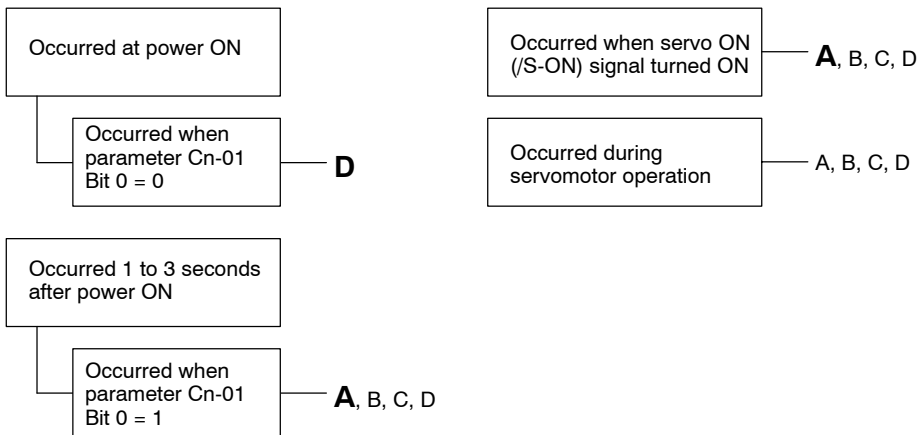 Occurred at power ON
Occurred when
parameter Cn-01
Bit 0 = 0
D
Occurred 1 to 3 seconds
after power ON
Occurred when
parameter Cn-01
Bit 0 = 1
A, B, C, D
Occurred when servo ON
(/S-ON) signal turned ON
A, B, C, D
Occurred during
servomotor operation
A, B, C, D